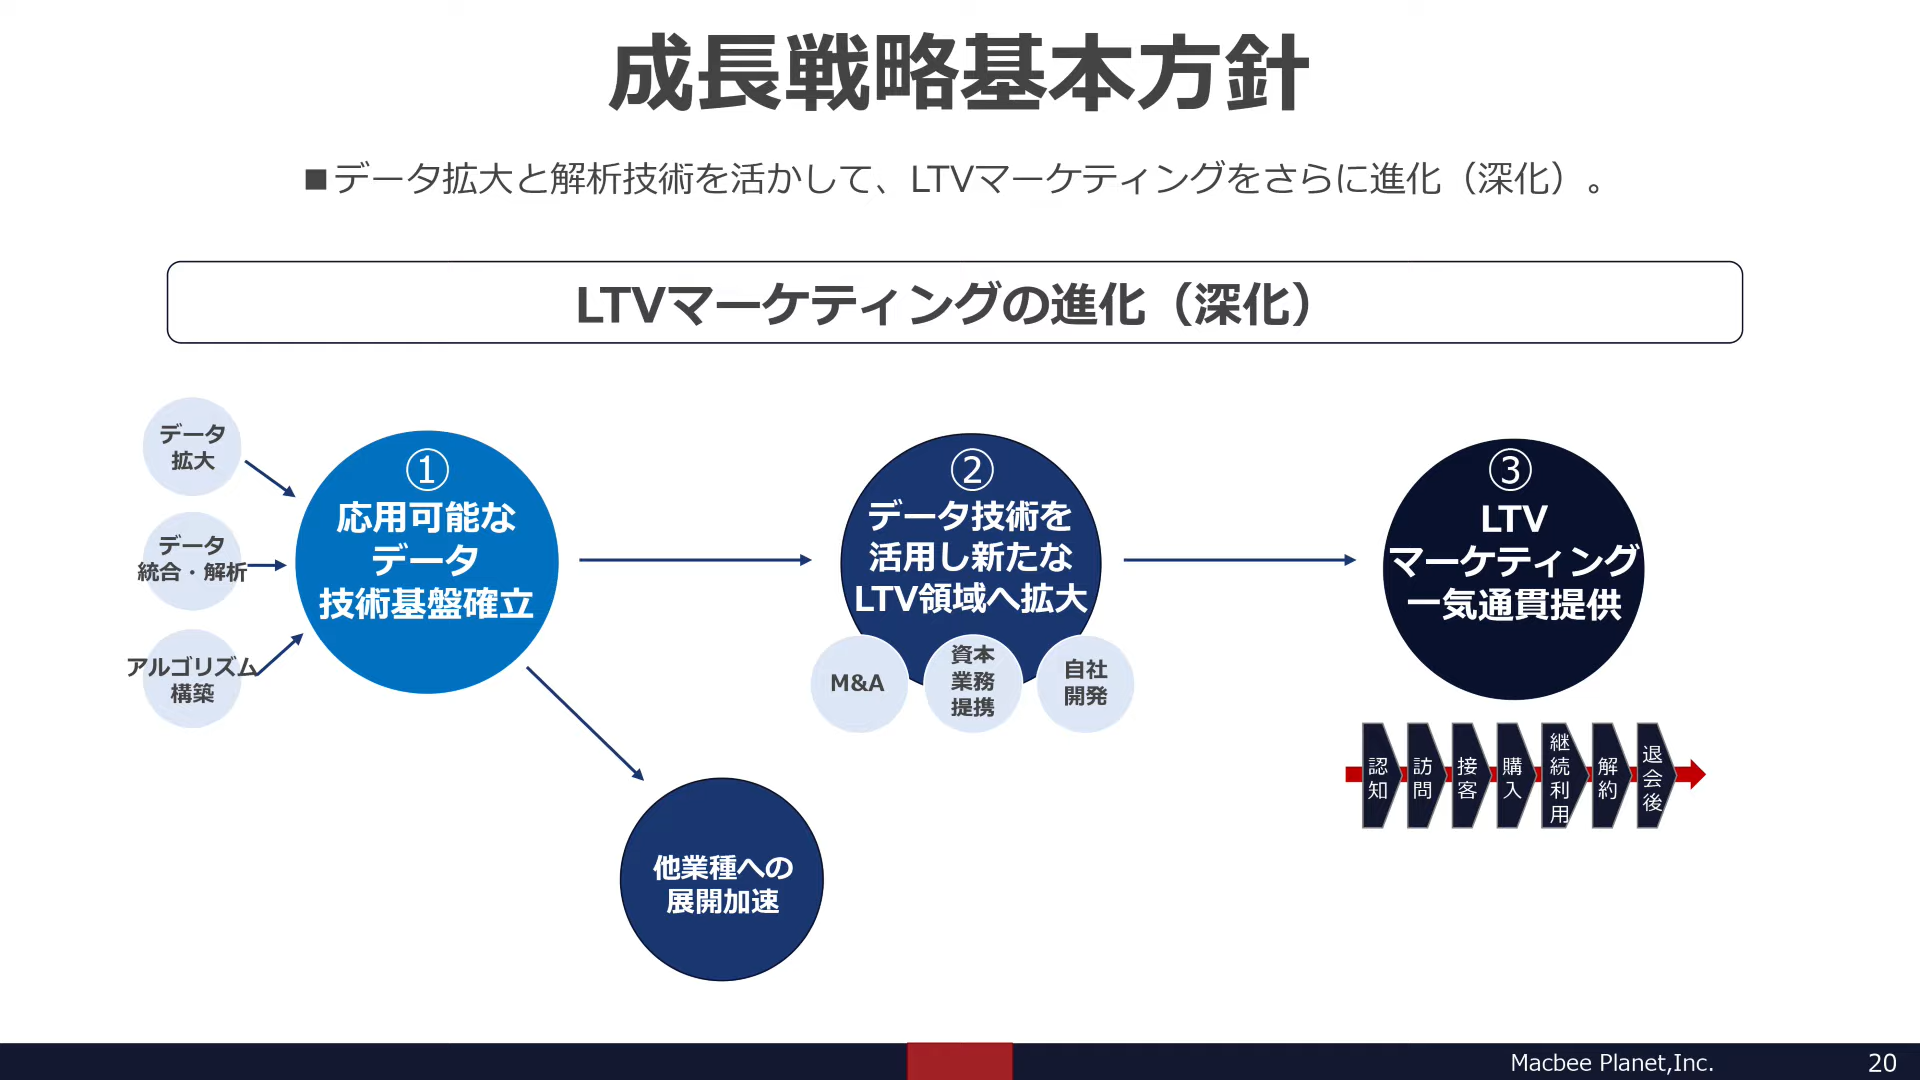 成長戦略基本方針
■データ拡大と解析技術を活かして、LTVマーケティングをさらに進化（深化）。
LTVマーケティングの進化（深化）
データ
拡大
データ
統合・解析
アルゴリズム
構築
①
応用可能な
データ
技術基盤確立
②
データ技術を
活用し新たな
LTV領域へ拡大
M&A
資本
業務
提携
自社
開発
③
LTV
マーケティング
一気通貫提供
認知
訪問
接客
購入
継続利用
解約
退会後
他業種への
展開加速
Macbee Planet,Inc.
20